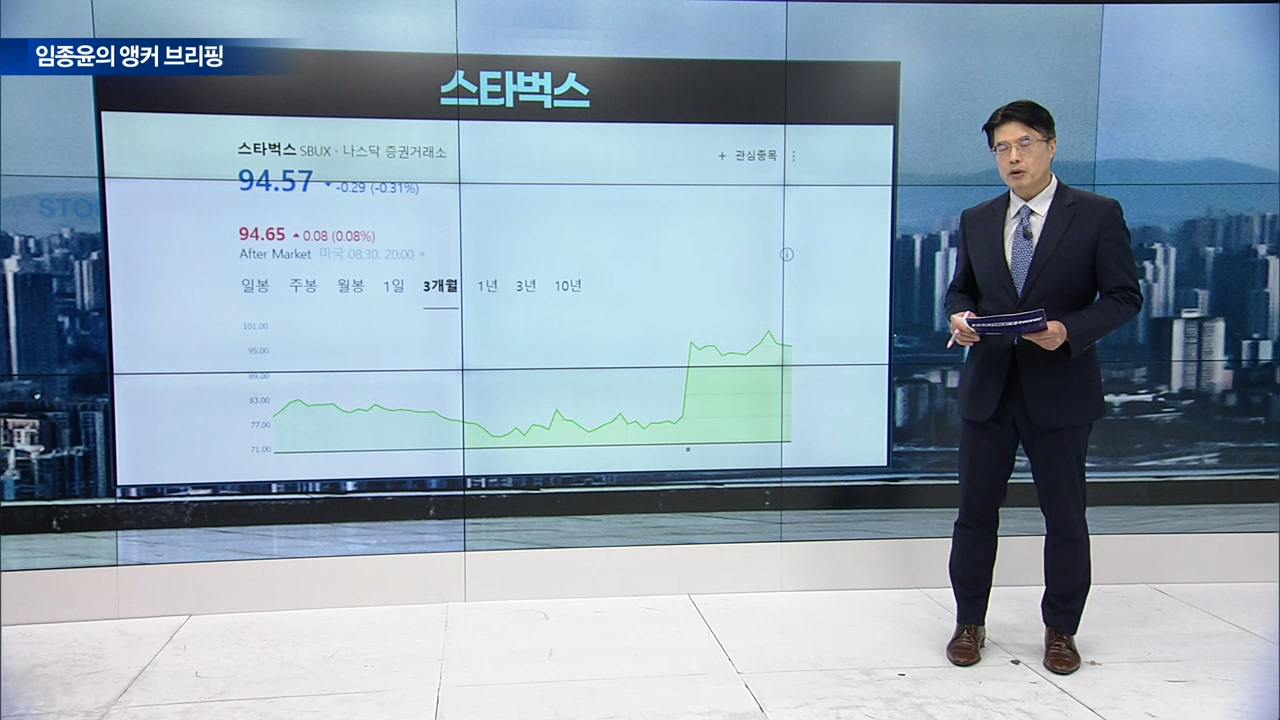 임종윤의 앵커 브리핑
스타벅스
스타벅스 SBUX · 나스닥 증권거래소
+ 관심종목
94.57 -0.29 (-0.31%)
94.65 0.08 (0.08%)
After Market 미국 08.30. 20:00
일봉 주봉 월봉 1일 3개월 1년 3년 10년
101.00
95.00
89.00
83.00
77.00
71.00